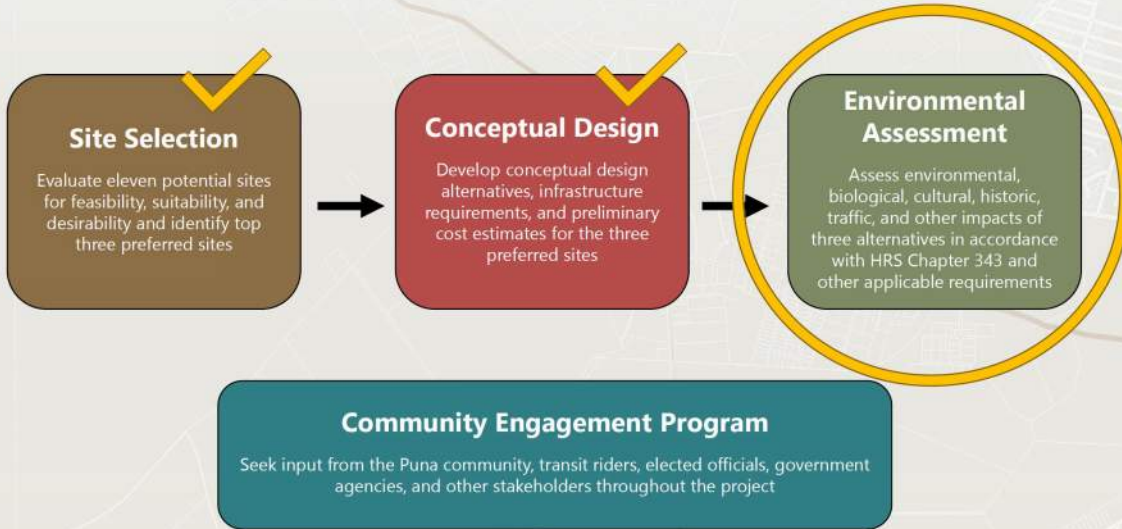 Site Selection
Evaluate eleven potential sites
for feasibility, suitability, and
desirability and identify top
three preferred sites
Conceptual Design
Develop conceptual design
alternatives, infrastructure
requirements, and preliminary
cost estimates for the three
preferred sites
Environmental
Assessment
Assess environmental,
biological, cultural, historic,
traffic, and other impacts of
three alternatives in accordance
with HRS Chapter 343 and
other applicable requirements
Community Engagement Program
Seek input from the Puna community, transit riders, elected officials, government
agencies, and other stakeholders throughout the project